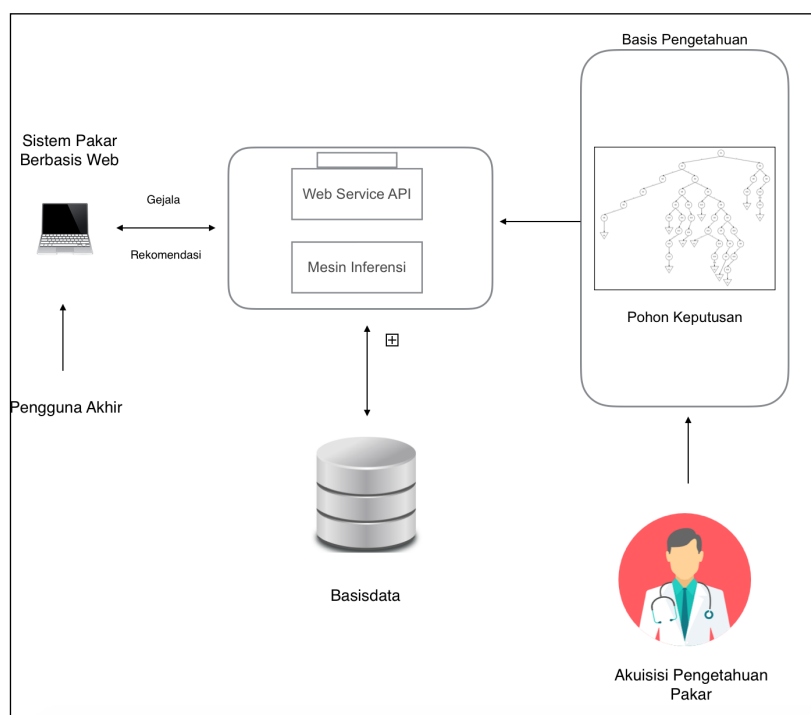 Basis Pengetahuan
Sistem Pakar
Berbasis Web
Web Service API
Gejala
Rekomendasi
Mesin Inferensi
Pohon Keputusan
Pengguna Akhir
Basisdata
Akuisisi Pengetahuan
Pakar